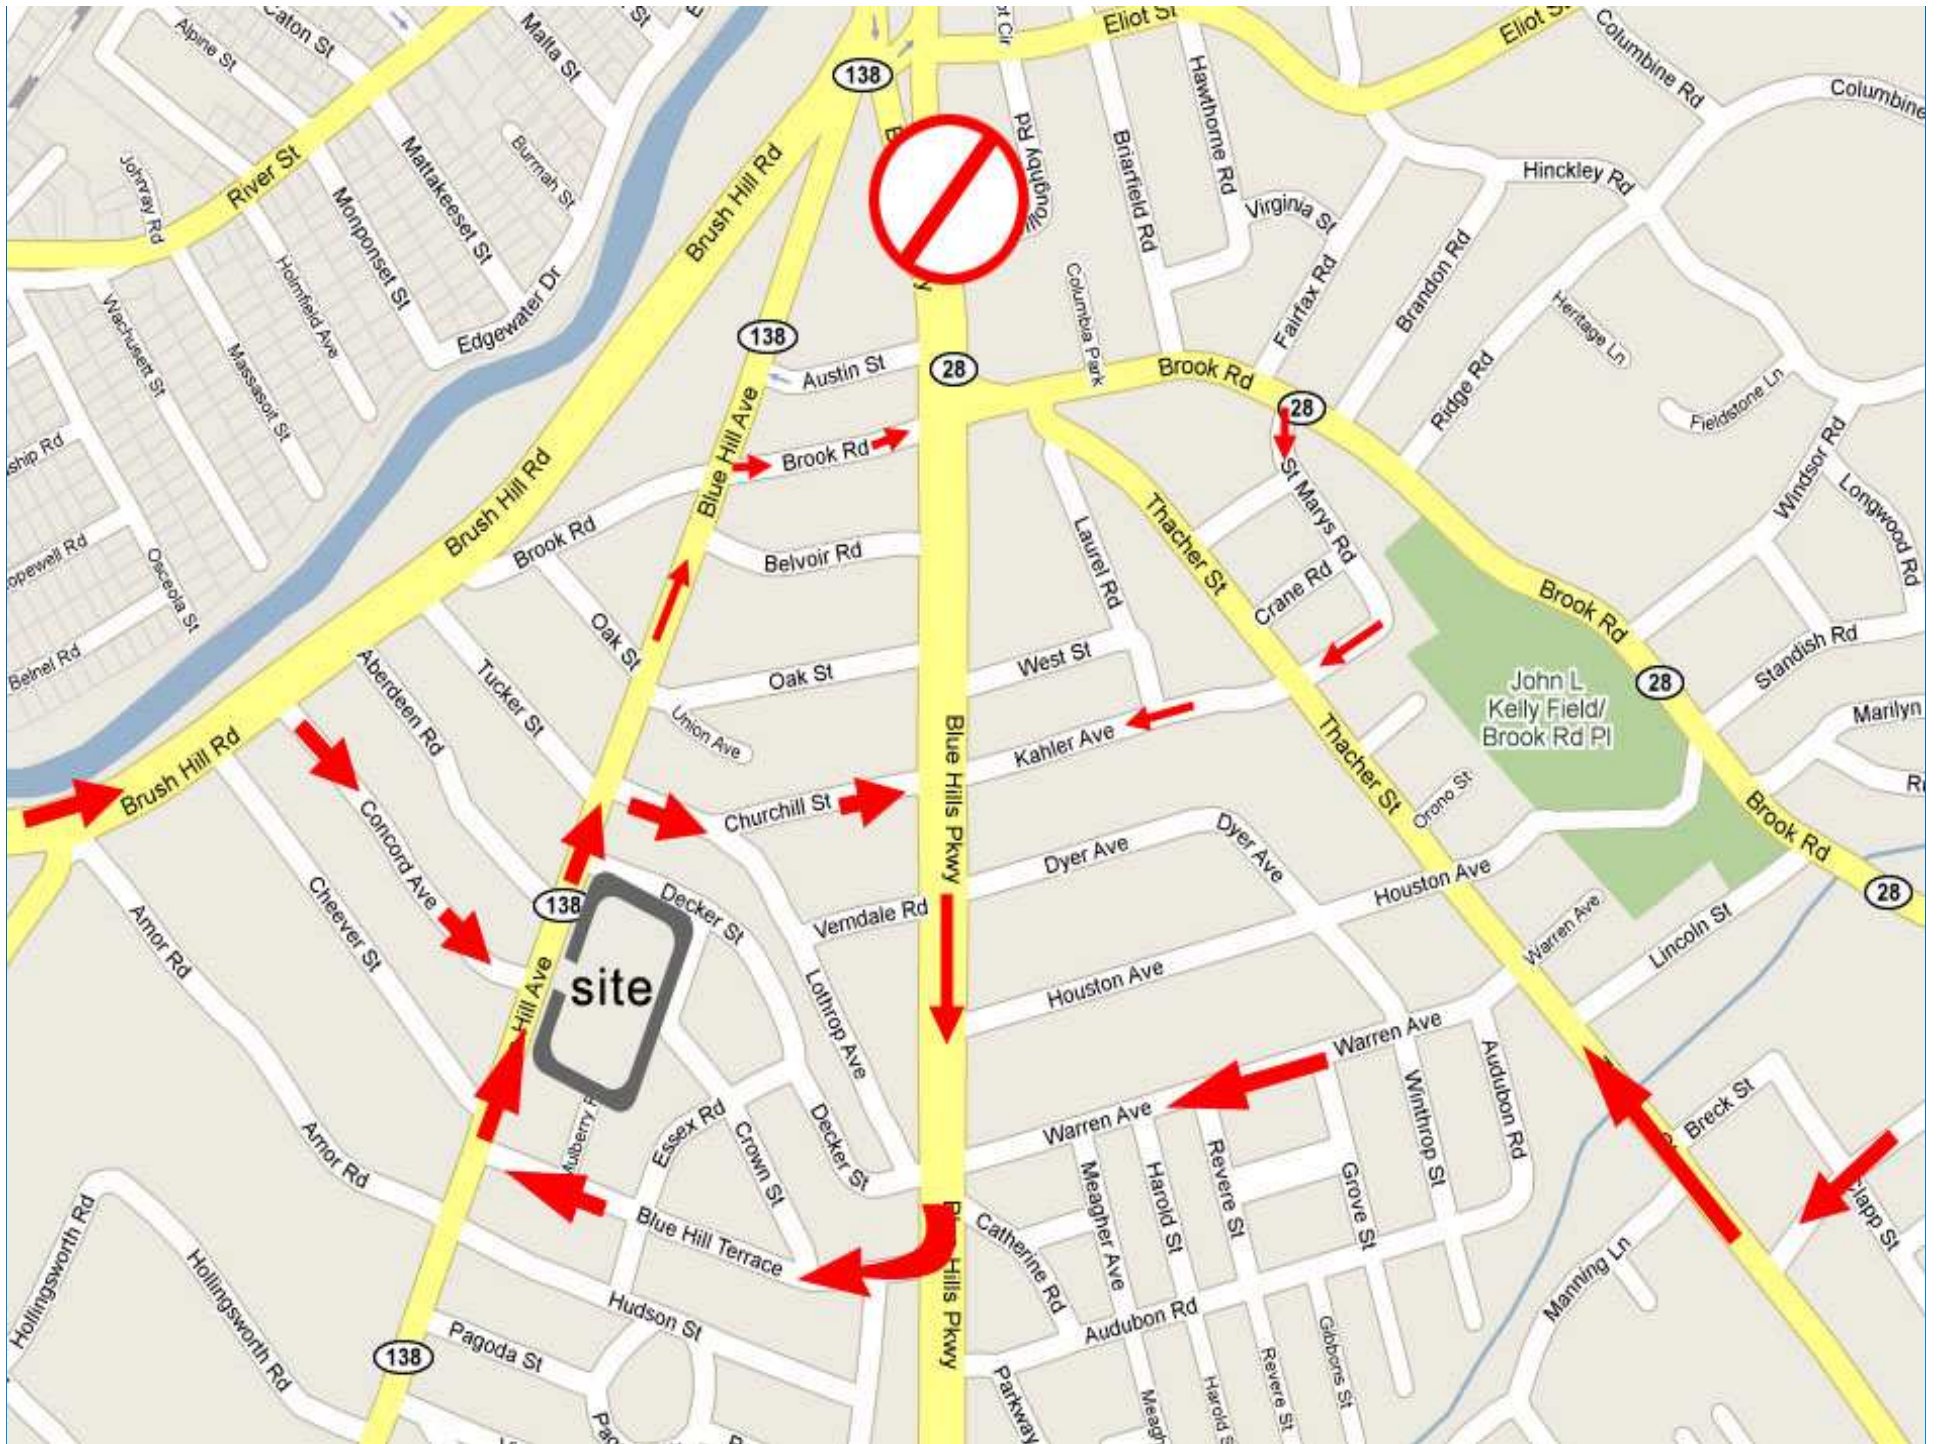 Caton St
Alpine St
Malta St
St
Eliot St
Eliot St
Columbine Rd
Columbine
138
Hawthorne Rd
Briarfield Rd
Burmah St
Mattakeeset St
Johnray Rd
River St
Monponset St
Brush Hill Rd
Hinckley Rd
Virginia St
Holmfield Ave
Edgewater Dr
Fairfax Rd
Brandon Rd
Columbia Park
Heritage Ln
Wachusett St
Massasoit St
138
28
Austin St
Brook Rd
28
Ridge Rd
Fieldstone Ln
Windsor Rd
Longwood Rd
Blue Hill Ave
Brook Rd
Brush Hill Rd
Brook Rd
St Marys Rd
Thacher St
Laurel Rd
Belvoir Rd
Crane Rd
Brook Rd
Osceola St
Belnel Rd
Oak St
Oak St
West St
Standish Rd
28
Aberdeen Rd
Tucker St
Union Ave
Kahler Ave
John L
Kelly Field/
Brook Rd Pl
Marilyn
Thacher St
Blue Hills Pkwy
Brush Hill Rd
Churchill St
Orono St
Brook Rd
Concord Ave
Dyer Ave
Dyer Ave
28
Cheever St
138
Decker St
Verndale Rd
Houston Ave
Warren Ave
Lincoln St
Amor Rd
Hill Ave
site
Lothrop Ave
Houston Ave
Warren Ave
Audubon Rd
Winthrop St
Breck St
Clapp St
Warren Ave
Essex Rd
Crown St
Decker St
Meagher Ave
Harold St
Revere St
Grove St
Amor Rd
Blue Hill Terrace
Catherine Rd
Manning Ln
Hollingsworth Rd
Hollingsworth Rd
Hudson St
Hills Pkwy
Audubon Rd
Gibbons St
Pagoda St
138
Revere St
Harold S
Meagh
Parkway